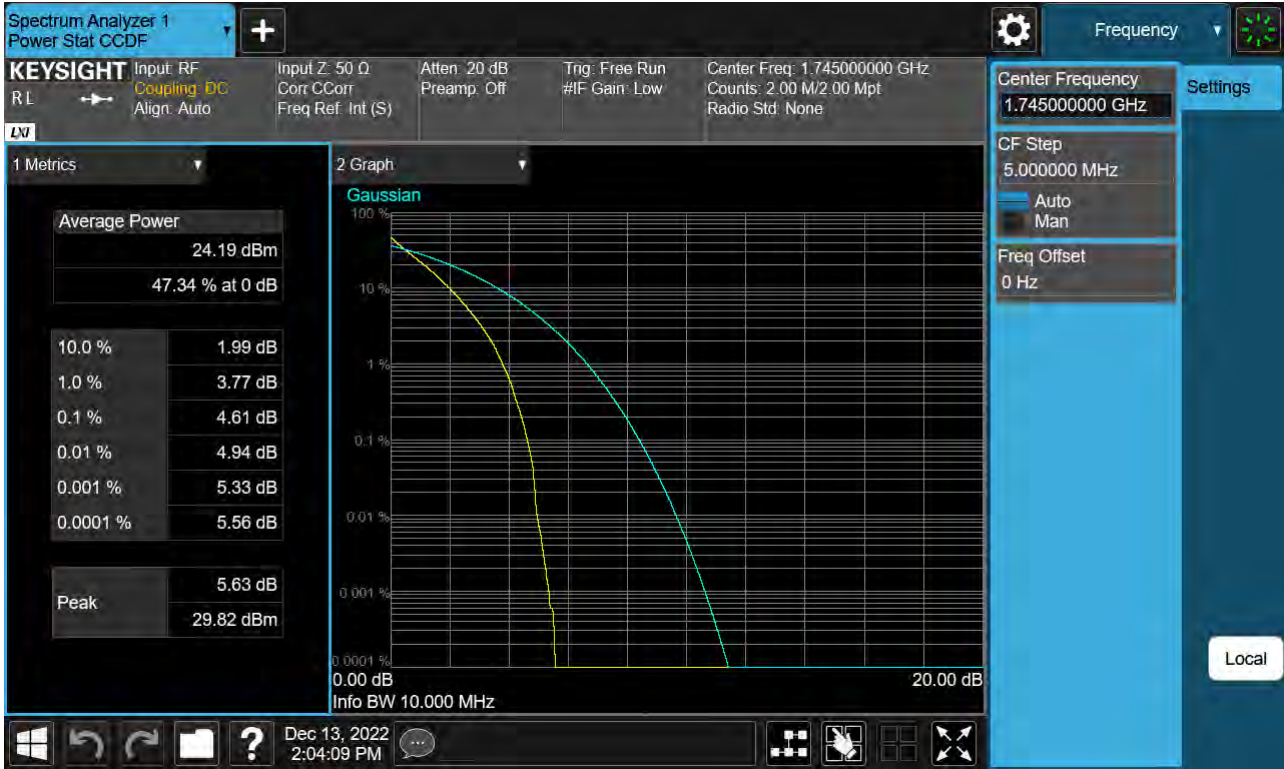 Spectrum Analyzer 1
Power Stat CCDF
Frequency
KEYSIGHT
R L
LXI
Input: RF
Coupling: DC
Align: Auto
Input Z: 50 Ω
Corr CCorr
Freq Ref: Int (S)
Atten: 20 dB
Preamp: Off
Trig: Free Run
#IF Gain: Low
Center Freq: 1.745000000 GHz
Counts: 2.00 M/2.00 Mpt
Radio Std: None
Center Frequency
1.745000000 GHz
Settings
CF Step
5.000000 MHz
Auto
Man
Freq Offset
0 Hz
Local
1 Metrics
Average Power
24.19 dBm
47.34 % at 0 dB
10.0 % 1.99 dB
1.0 % 3.77 dB
0.1 % 4.61 dB
0.01 % 4.94 dB
0.001 % 5.33 dB
0.0001 % 5.56 dB
Peak
5.63 dB
29.82 dBm
2 Graph
Gaussian
100 %
10 %
1 %
0.1 %
0.01 %
0.001 %
0.0001 %
0.00 dB 20.00 dB
Info BW 10.000 MHz
Dec 13, 2022
2:04:09 PM